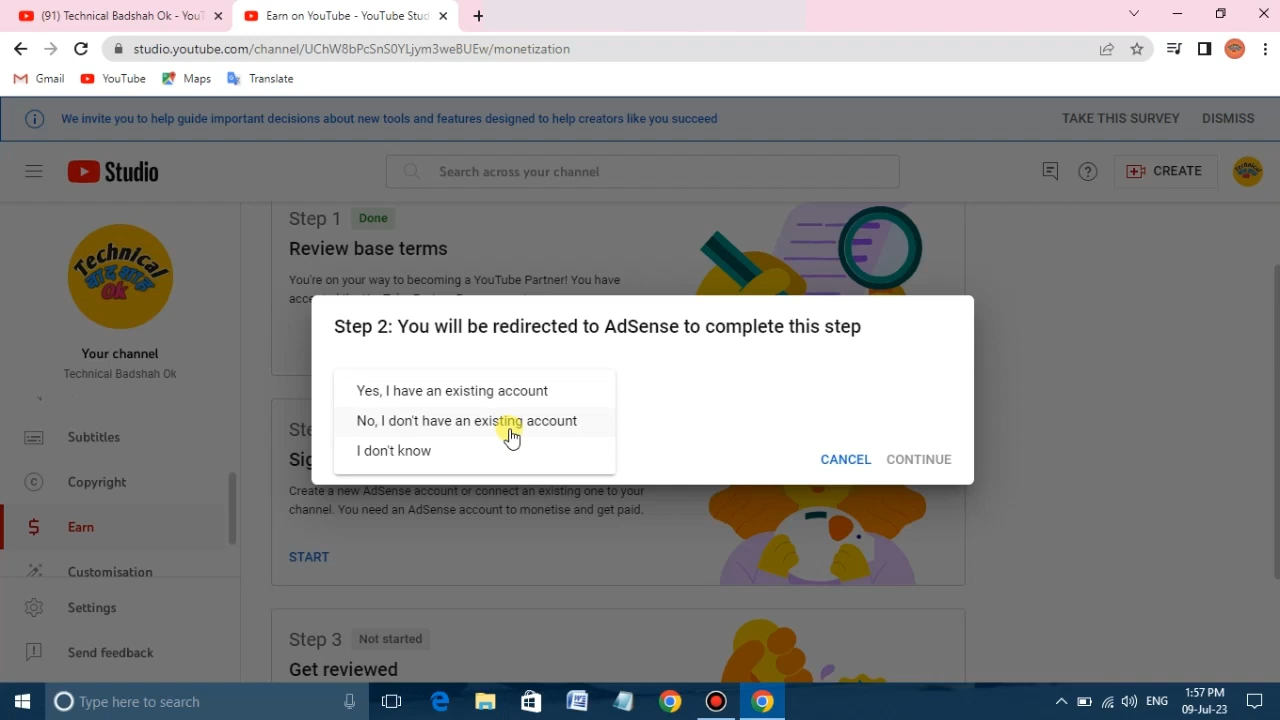 (91) Technical Badshah Ok - YouT
Earn on YouTube - YouTube Stud
studio.youtube.com/channel/UChW8bPcSnS0YLjym3weBUEw/monetization
Gmail
YouTube
Maps
Translate
We invite you to help guide important decisions about new tools and features designed to help creators like you succeed
TAKE THIS SURVEY
DISMISS
Studio
Search across your channel
CREATE
Technical
बादशाह
Ok
Your channel
Technical Badshah Ok
Subtitles
Copyright
Earn
Customisation
Settings
Send feedback
Step 1
Done
Review base terms
You're on your way to becoming a YouTube Partner! You have
Step 2: You will be redirected to AdSense to complete this step
Yes, I have an existing account
No, I don't have an existing account
I don't know
CANCEL
CONTINUE
Create a new AdSense account or connect an existing one to your
channel. You need an AdSense account to monetise and get paid.
START
Step 3
Not started
Get reviewed
Type here to search
ENG
1:57 PM
09-Jul-23